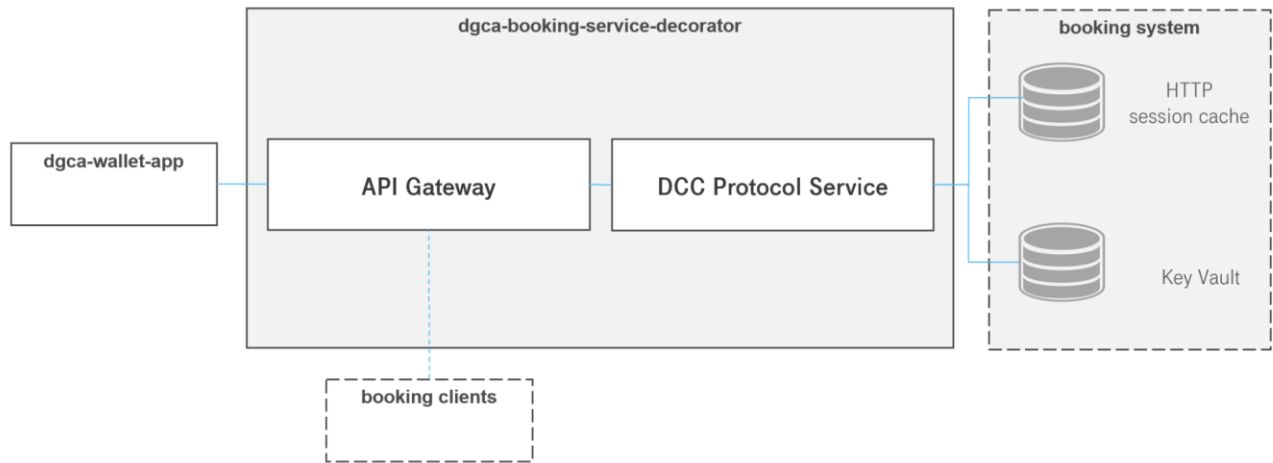 dgca-booking-service-decorator
booking system
HTTP
session cache
dgca-wallet-app
API Gateway
DCC Protocol Service
Key Vault
booking clients